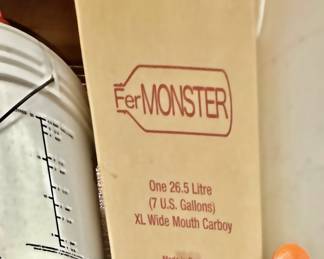 FerMONSTER
One 26.5 Litre
(7 U.S. Gallons)
XL Wide Mouth Carboy